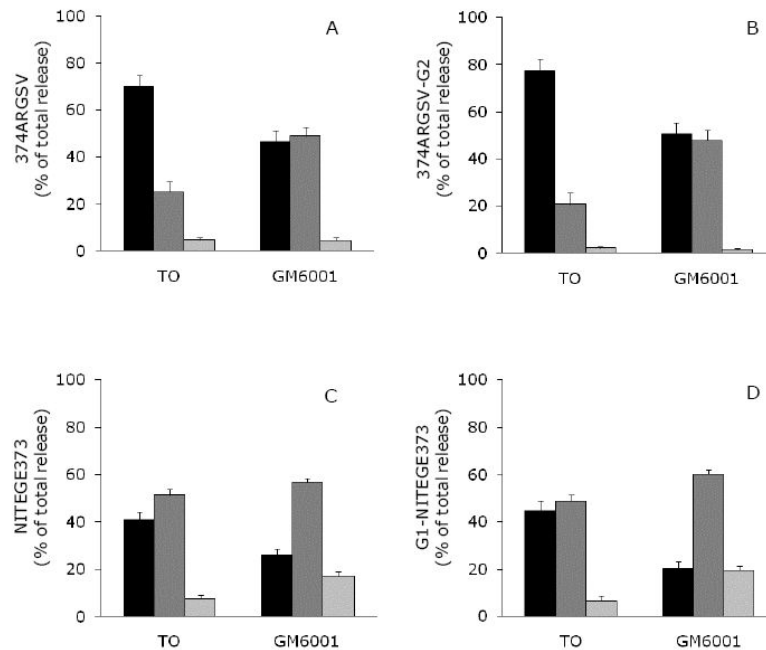 A
374ARGSV
(% of total release)
100
80
60
40
20
0
TO
GM6001
B
374ARGSV-G2
(% of total release)
100
80
60
40
20
0
TO
GM6001
C
NITEGE373
(% of total release)
100
80
60
40
20
0
TO
GM6001
D
G1-NITEGE373
(% of total release)
100
80
60
40
20
0
TO
GM6001